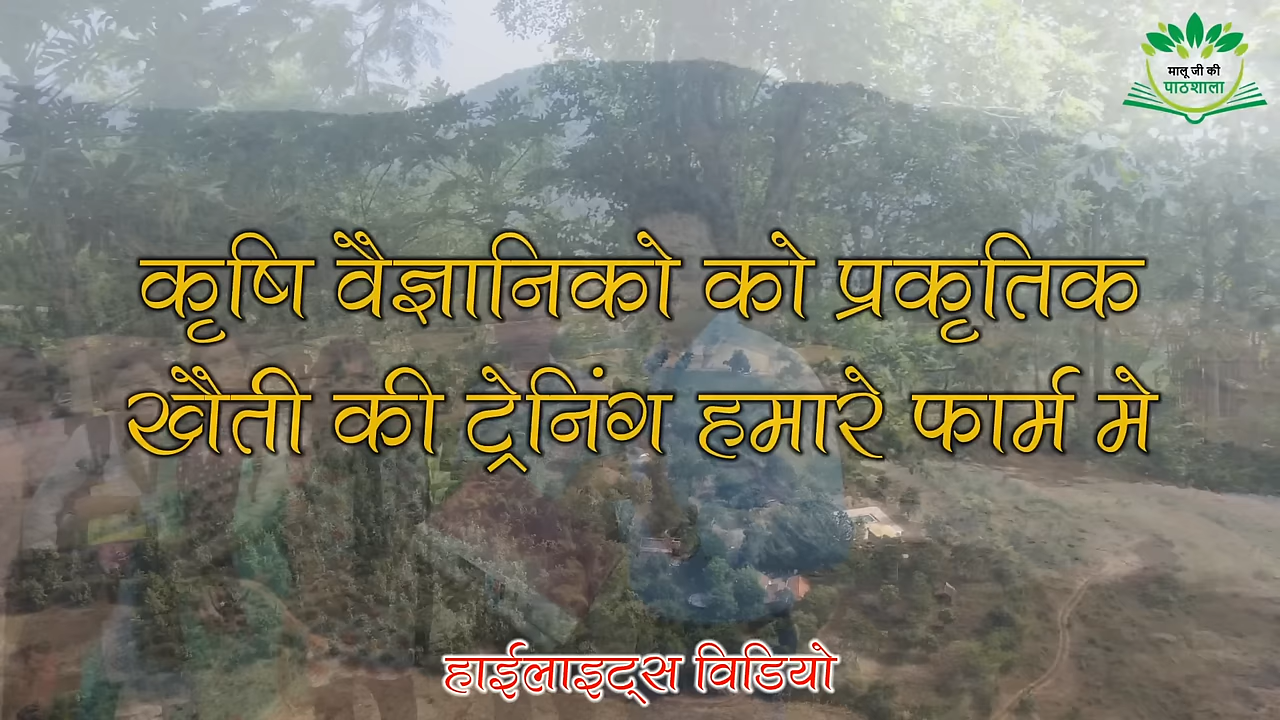 मालू जी की
पाठशाला
कृषि वैज्ञानिको को प्रकृतिक
खैती की ट्रेनिंग हमारे फार्म मे
हाईलाइट्स विडियो